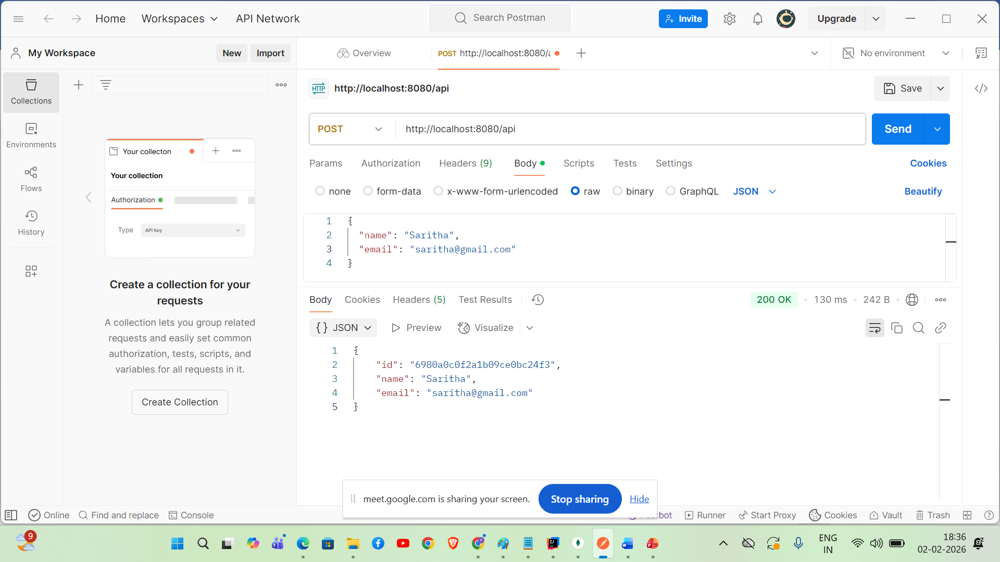 Home
Workspaces
API Network
Search Postman
Invite
Upgrade
My Workspace
New
Import
Overview
POST http://localhost:8080/a
No environment
Collections
Environments
Flows
History
Your collecton
Your collection
Authorization
Type
API Key
Create a collection for your
requests
A collection lets you group related
requests and easily set common
authorization, tests, scripts, and
variables for all requests in it.
Create Collection
HTTP
http://localhost:8080/api
Save
POST
http://localhost:8080/api
Send
Params
Authorization
Headers (9)
Body
Scripts
Tests
Settings
Cookies
none
form-data
x-www-form-urlencoded
raw
binary
GraphQL
JSON
Beautify
1 {
2 "name": "Saritha",
3 "email": "saritha@gmail.com"
4 }
Body
Cookies
Headers (5)
Test Results
200 OK
130 ms
242 B
{} JSON
Preview
Visualize
1 {
2 "id": "6980a0c0f2a1b09ce0bc24f3",
3 "name": "Saritha",
4 "email": "saritha@gmail.com"
5 }
meet.google.com is sharing your screen.
Stop sharing
Hide
Online
Find and replace
Console
Runner
Start Proxy
Cookies
Vault
Trash
9
ENG
IN
18:36
02-02-2026